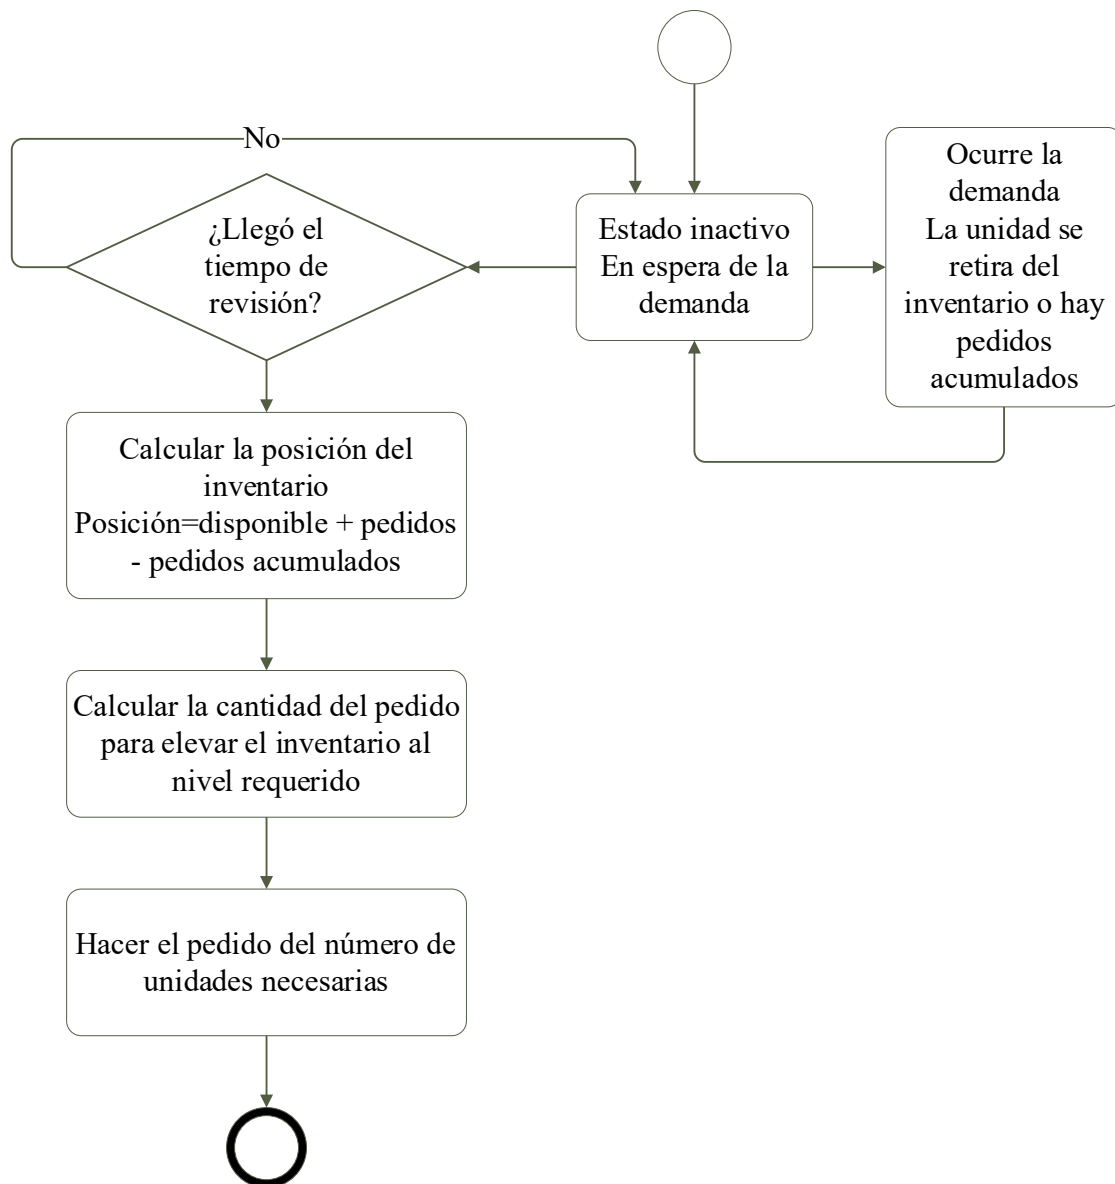 No
¿Llegó el
tiempo de
revisión?
Estado inactivo
En espera de la
demanda
Ocurre la
demanda
La unidad se
retira del
inventario o hay
pedidos
acumulados
Calcular la posición del
inventario
Posición=disponible + pedidos
- pedidos acumulados
Calcular la cantidad del pedido
para elevar el inventario al
nivel requerido
Hacer el pedido del número de
unidades necesarias